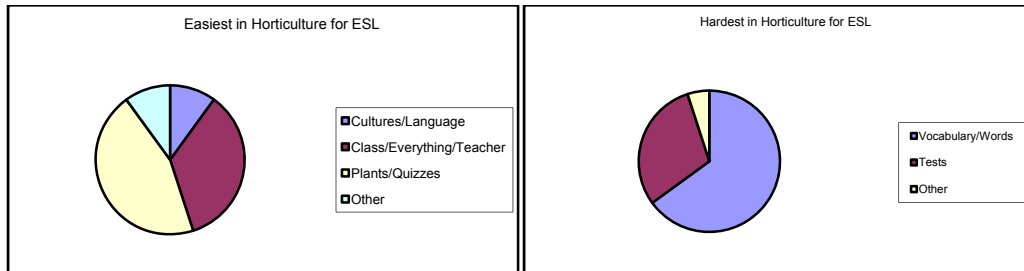 Easiest in Horticulture for ESL
Cultures/Language
Class/Everything/Teacher
Plants/Quizzes
Other
Hardest in Horticulture for ESL
Vocabulary/Words
Tests
Other